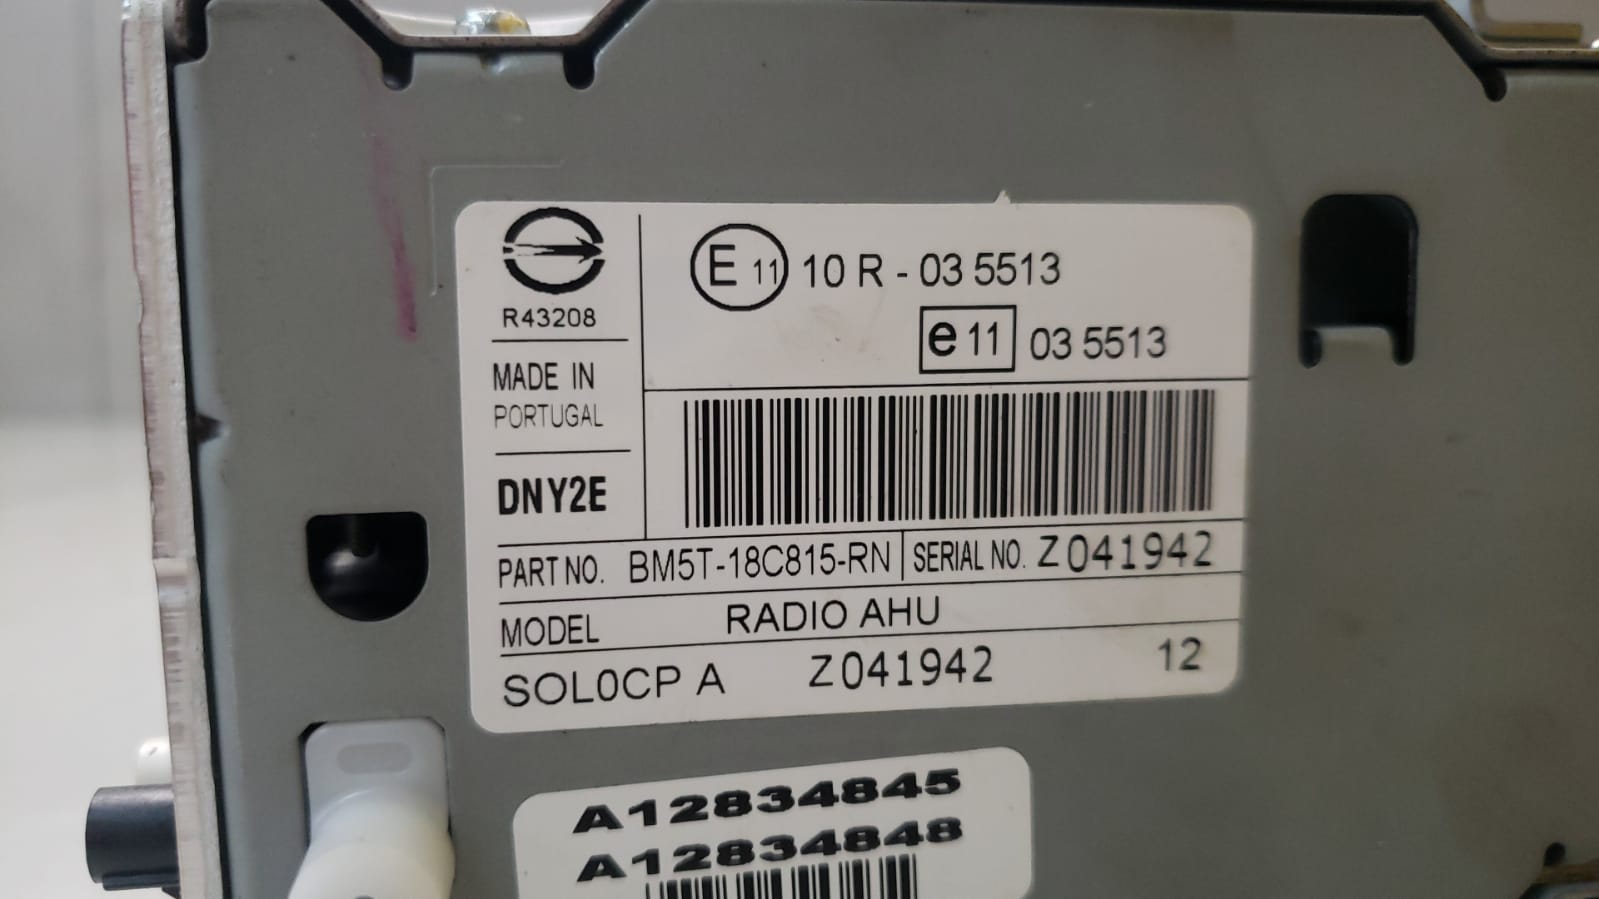 R43208
MADE IN
PORTUGAL
DNY2E
E 11 10 R - 03 5513
e 11 03 5513
PART NO. BM5T-18C815-RN SERIAL NO. Z041942
MODEL RADIO AHU
SOL0CP A Z041942 12
A12834845
A12834848